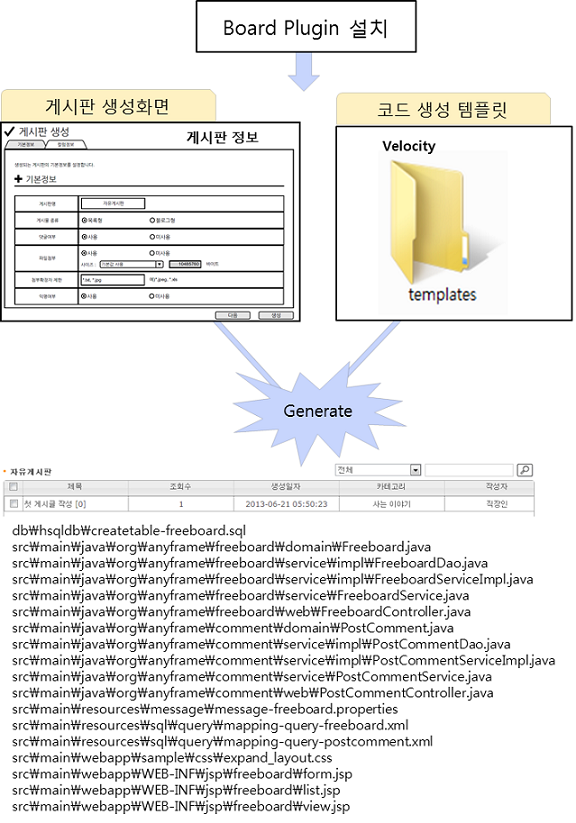 Board Plugin 설치
게시판 생성화면
코드 생성 템플릿
게시판 생성
게시판 정보
기본정보
생성되는 게시판의 기본정보를 설정합니다.
기본정보
게시판명 자유게시판
게시물 종류 목록형 블로그형
댓글여부 사용 미사용
파일첨부 사용 미사용
사이즈 : 기본값 사용 10485760 바이트
첨부확장자 제한 *.txt, *.jpg 예)*.jpeg, *.xls
익명여부 사용 미사용
다음 생성
Velocity
templates
Generate
자유게시판 전체
제목 조회수 생성일자 카테고리 작성자
첫 게시글 작성 [0] 1 2013-06-21 05:50:23 사는 이야기 직장인
db₩hsqldb₩createtable-freeboard.sql
src₩main₩java₩org₩anyframe₩freeboard₩domain₩Freeboard.java
src₩main₩java₩org₩anyframe₩freeboard₩service₩impl₩FreeboardDao.java
src₩main₩java₩org₩anyframe₩freeboard₩service₩impl₩FreeboardServiceImpl.java
src₩main₩java₩org₩anyframe₩freeboard₩service₩FreeboardService.java
src₩main₩java₩org₩anyframe₩freeboard₩web₩FreeboardController.java
src₩main₩java₩org₩anyframe₩comment₩domain₩PostComment.java
src₩main₩java₩org₩anyframe₩comment₩service₩impl₩PostCommentDao.java
src₩main₩java₩org₩anyframe₩comment₩service₩impl₩PostCommentServiceImpl.java
src₩main₩java₩org₩anyframe₩comment₩service₩PostCommentService.java
src₩main₩java₩org₩anyframe₩comment₩web₩PostCommentController.java
src₩main₩resources₩message₩message-freeboard.properties
src₩main₩resources₩sql₩query₩mapping-query-freeboard.xml
src₩main₩resources₩sql₩query₩mapping-query-postcomment.xml
src₩main₩webapp₩sample₩css₩expand_layout.css
src₩main₩webapp₩WEB-INF₩jsp₩freeboard₩form.jsp
src₩main₩webapp₩WEB-INF₩jsp₩freeboard₩list.jsp
src₩main₩webapp₩WEB-INF₩jsp₩freeboard₩view.jsp